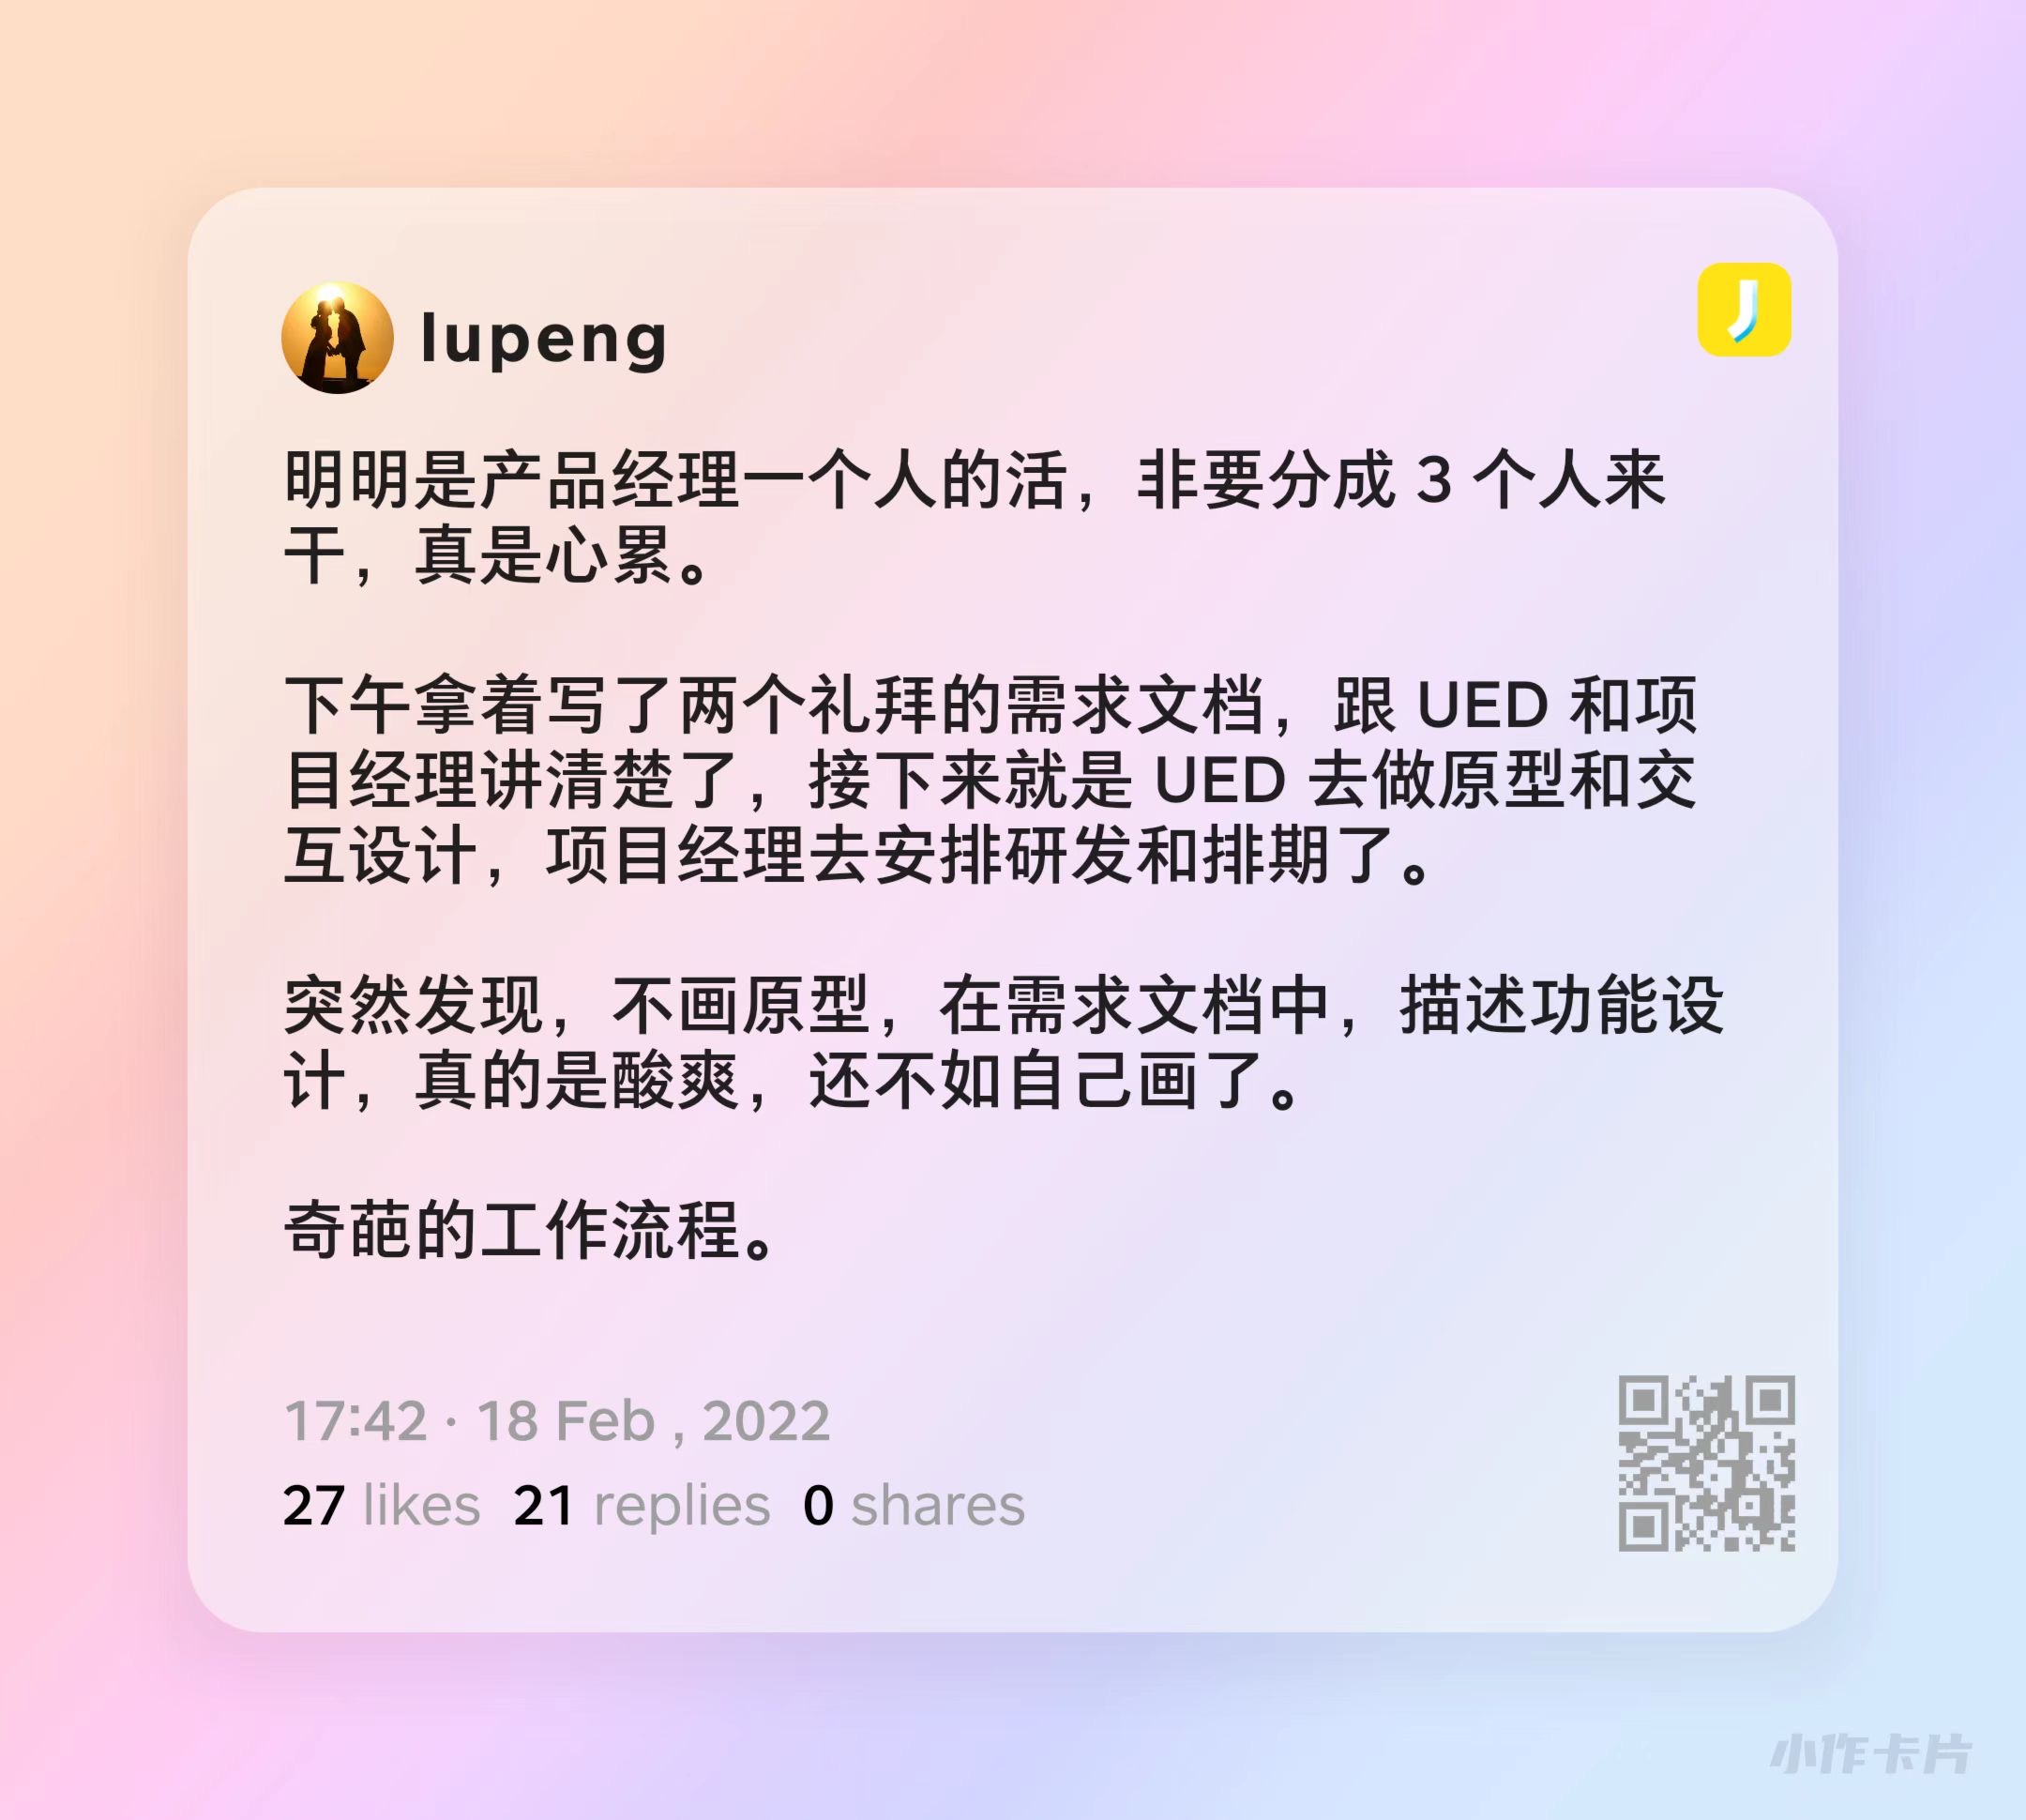 lupeng
明明是产品经理一个人的活，非要分成 3 个人来
干，真是心累。
下午拿着写了两个礼拜的需求文档，跟 UED 和项
目经理讲清楚了，接下来就是 UED 去做原型和交
互设计，项目经理去安排研发和排期了。
突然发现，不画原型，在需求文档中，描述功能设
计，真的是酸爽，还不如自己画了。
奇葩的工作流程。
17:42 · 18 Feb , 2022
27 likes 21 replies 0 shares
小作卡片